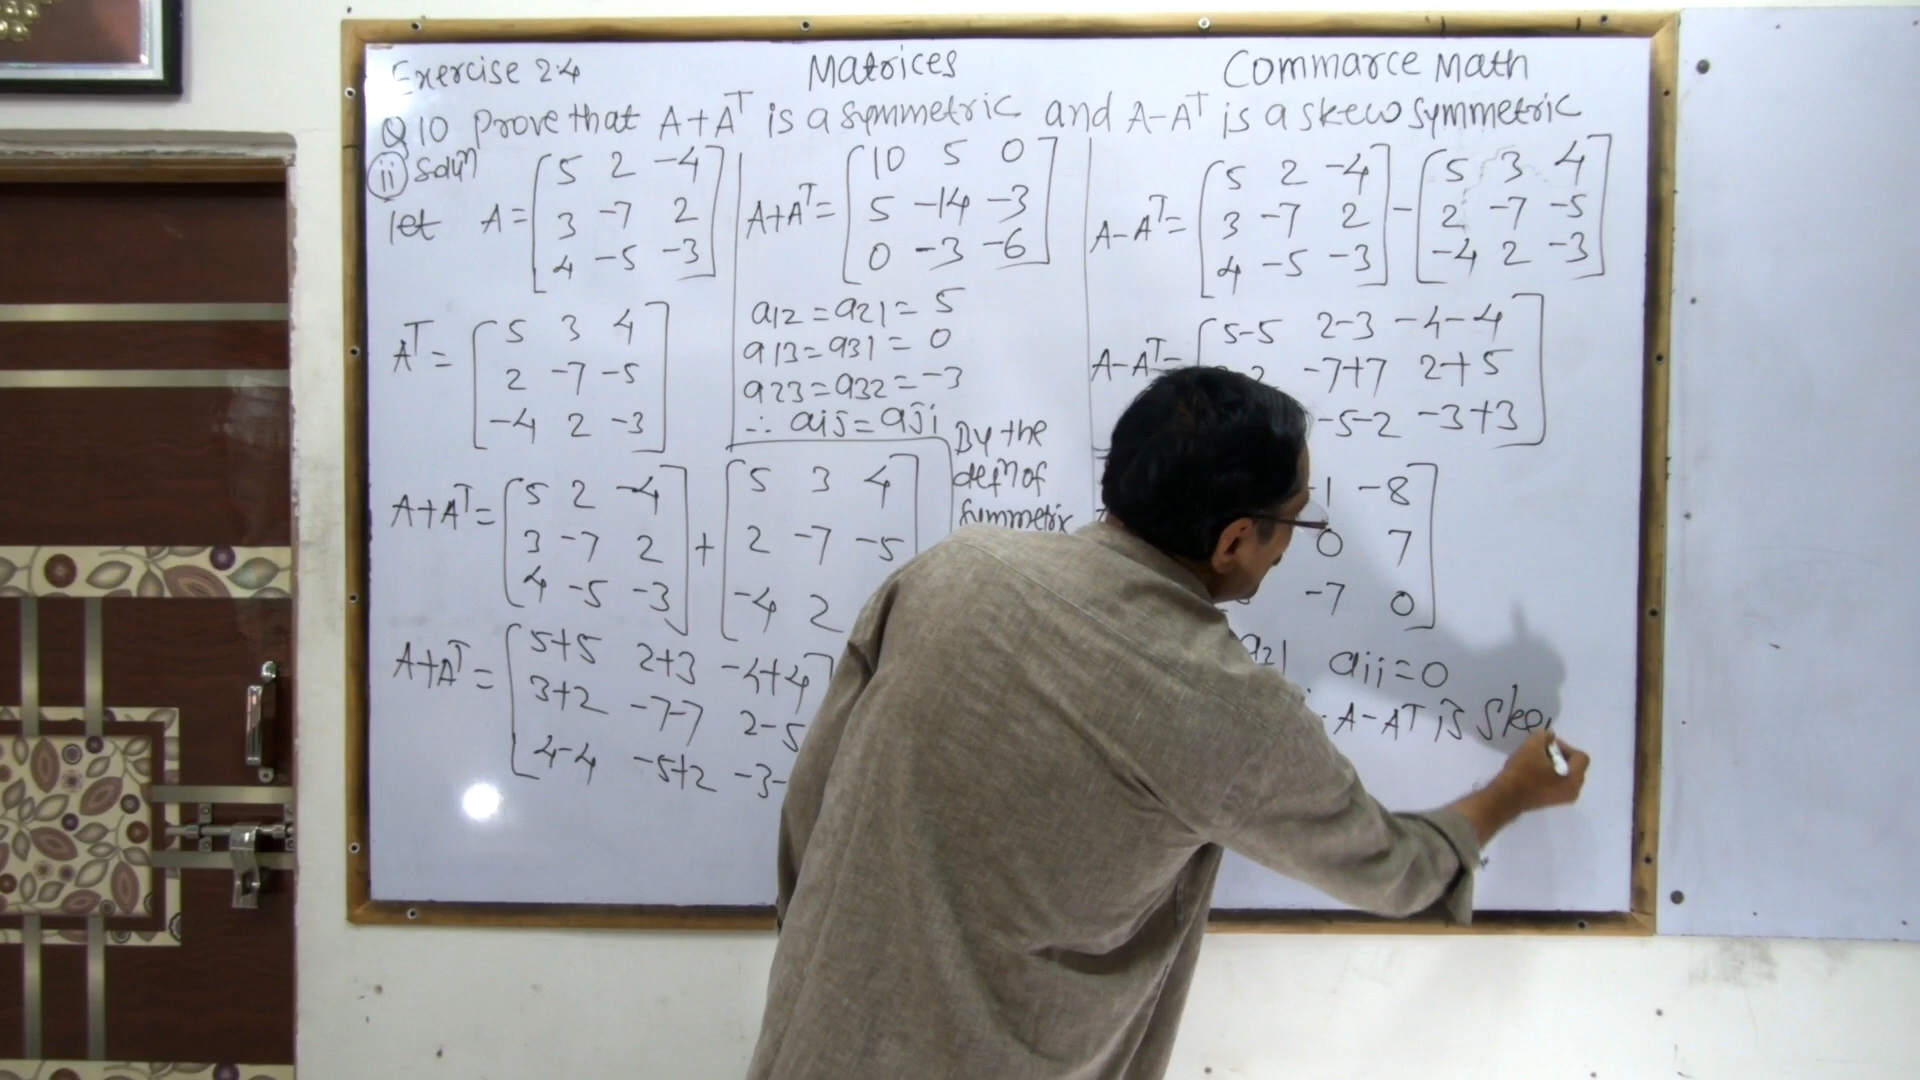 Exercise 2.4 Matrices Commarce Math
Q10 Prove that A+A^T is a symmetric and A-A^T is a skew symmetric
(ii) Solun
let A = [5 2 -4
3 -7 2
4 -5 -3]
A^T = [5 3 4
2 -7 -5
-4 2 -3]
A+A^T = [5 2 -4 + [5 3 4
3 -7 2 2 -7 -5
4 -5 -3] -4 2
A+A^T = [5+5 2+3 -4+4]
3+2 -7-7 2-5
4-4 -5+2 -3-
A+A^T = [10 5 0
5 -14 -3
0 -3 -6]
a12 = a21 = 5
a13 = a31 = 0
a23 = a32 = -3
∴ aij = aji
By the
defn of
symmetric
A-A^T = [5 2 -4 - [5 3 4
3 -7 2 2 -7 -5
4 -5 -3] -4 2 -3]
A-A^T = [5-5 2-3 -4-4
-7+7 2+5
-5-2 -3+3]
-1 -8
0 7
-7 0]
a21 aii = 0
A-A^T is Ske